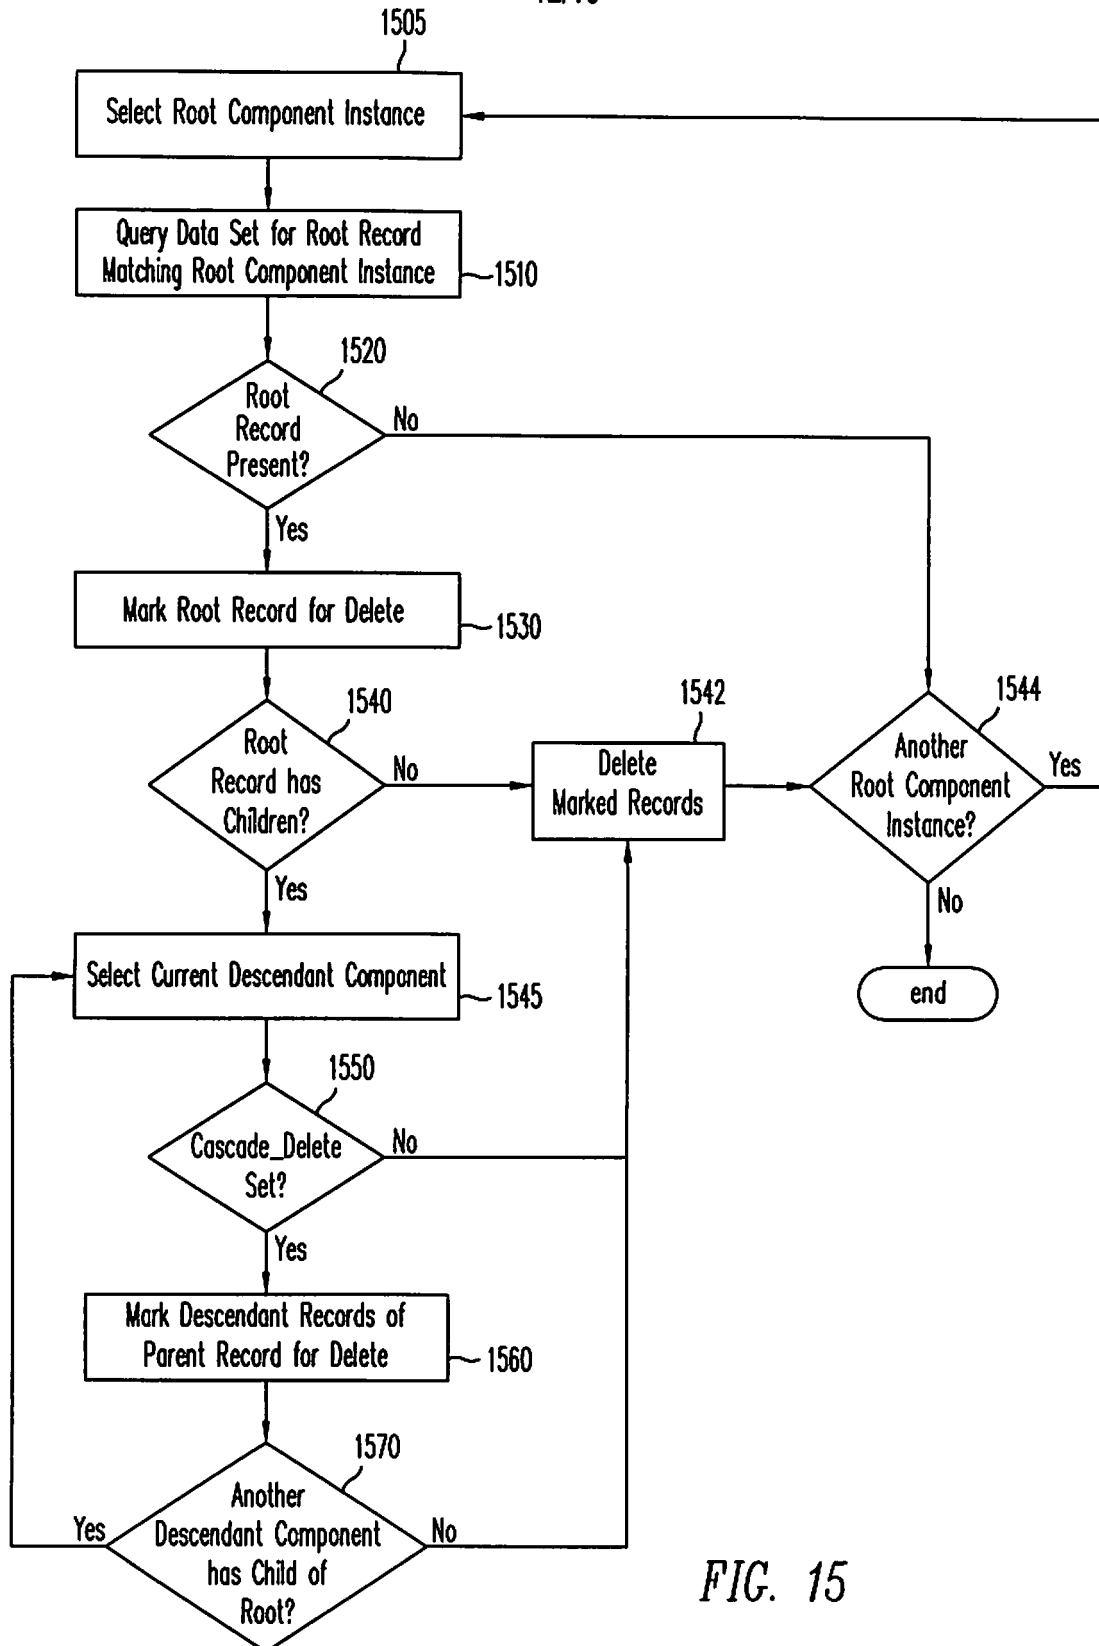 1505
Select Root Component Instance
Query Data Set for Root Record
Matching Root Component Instance
1510
1520
Root
Record
Present?
No
Yes
Mark Root Record for Delete
1530
1540
Root
Record has
Children?
No
Yes
1542
Delete
Marked Records
1544
Another
Root Component
Instance?
Yes
No
end
Select Current Descendant Component
1545
1550
Cascade_Delete
Set?
No
Yes
Mark Descendant Records of
Parent Record for Delete
1560
1570
Another
Descendant Component
has Child of
Root?
Yes
No
FIG. 15